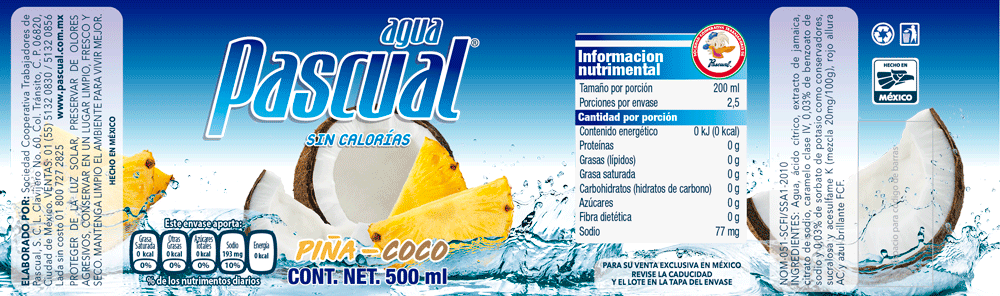 ELABORADO POR: Sociedad Cooperativa Trabajadores de
Pascual, S. C. L. Clavijero No. 60, Col. Tránsito, C. P. 06820,
Ciudad de México. VENTAS: 01 (55) 5132 0830 / 5132 0856
Lada sin costo 01 800 727 2825 www.pascual.com.mx
PROTEGER DE LA LUZ SOLAR, PRESERVAR DE OLORES
AGRESIVOS, CONSERVAR EN UN LUGAR LIMPIO, FRESCO Y
SECO. MANTENGA LIMPIO EL AMBIENTE PARA VIVIR MEJOR.
HECHO EN MÉXICO
Este envase aporta:
Grasa Saturada 0 kcal 0%
Otras Grasas 0 kcal 0%
Azúcares Totales 0 kcal 0%
Sodio 193 mg 10%
Energía 0 kcal
% de los nutrimentos diarios
agua
Pascual®
SIN CALORÍAS
PIÑA-COCO
CONT. NET. 500 ml
Informacion
nutrimental
Pascual
Tamaño por porción 200 ml
Porciones por envase 2,5
Cantidad por porción
Contenido energético 0 kJ (0 kcal)
Proteínas 0 g
Grasas (lípidos) 0 g
Grasa saturada 0 g
Carbohidratos (hidratos de carbono) 0 g
Azúcares 0 g
Fibra dietética 0 g
Sodio 77 mg
PARA SU VENTA EXCLUSIVA EN MÉXICO
REVISE LA CADUCIDAD
Y EL LOTE EN LA TAPA DEL ENVASE
NOM-051-SCFI/SSA1-2010
INGREDIENTES: Agua, ácido cítrico, extracto de jamaica,
citrato de sodio, caramelo clase IV, 0,03% de benzoato de
sodio y 0,03% de sorbato de potasio como conservadores,
sucralosa y acesulfame K (mezcla 20mg/100g), rojo allura
AC y azul brillante FCF.
Espacio para código de barras
HECHO EN
MÉXICO